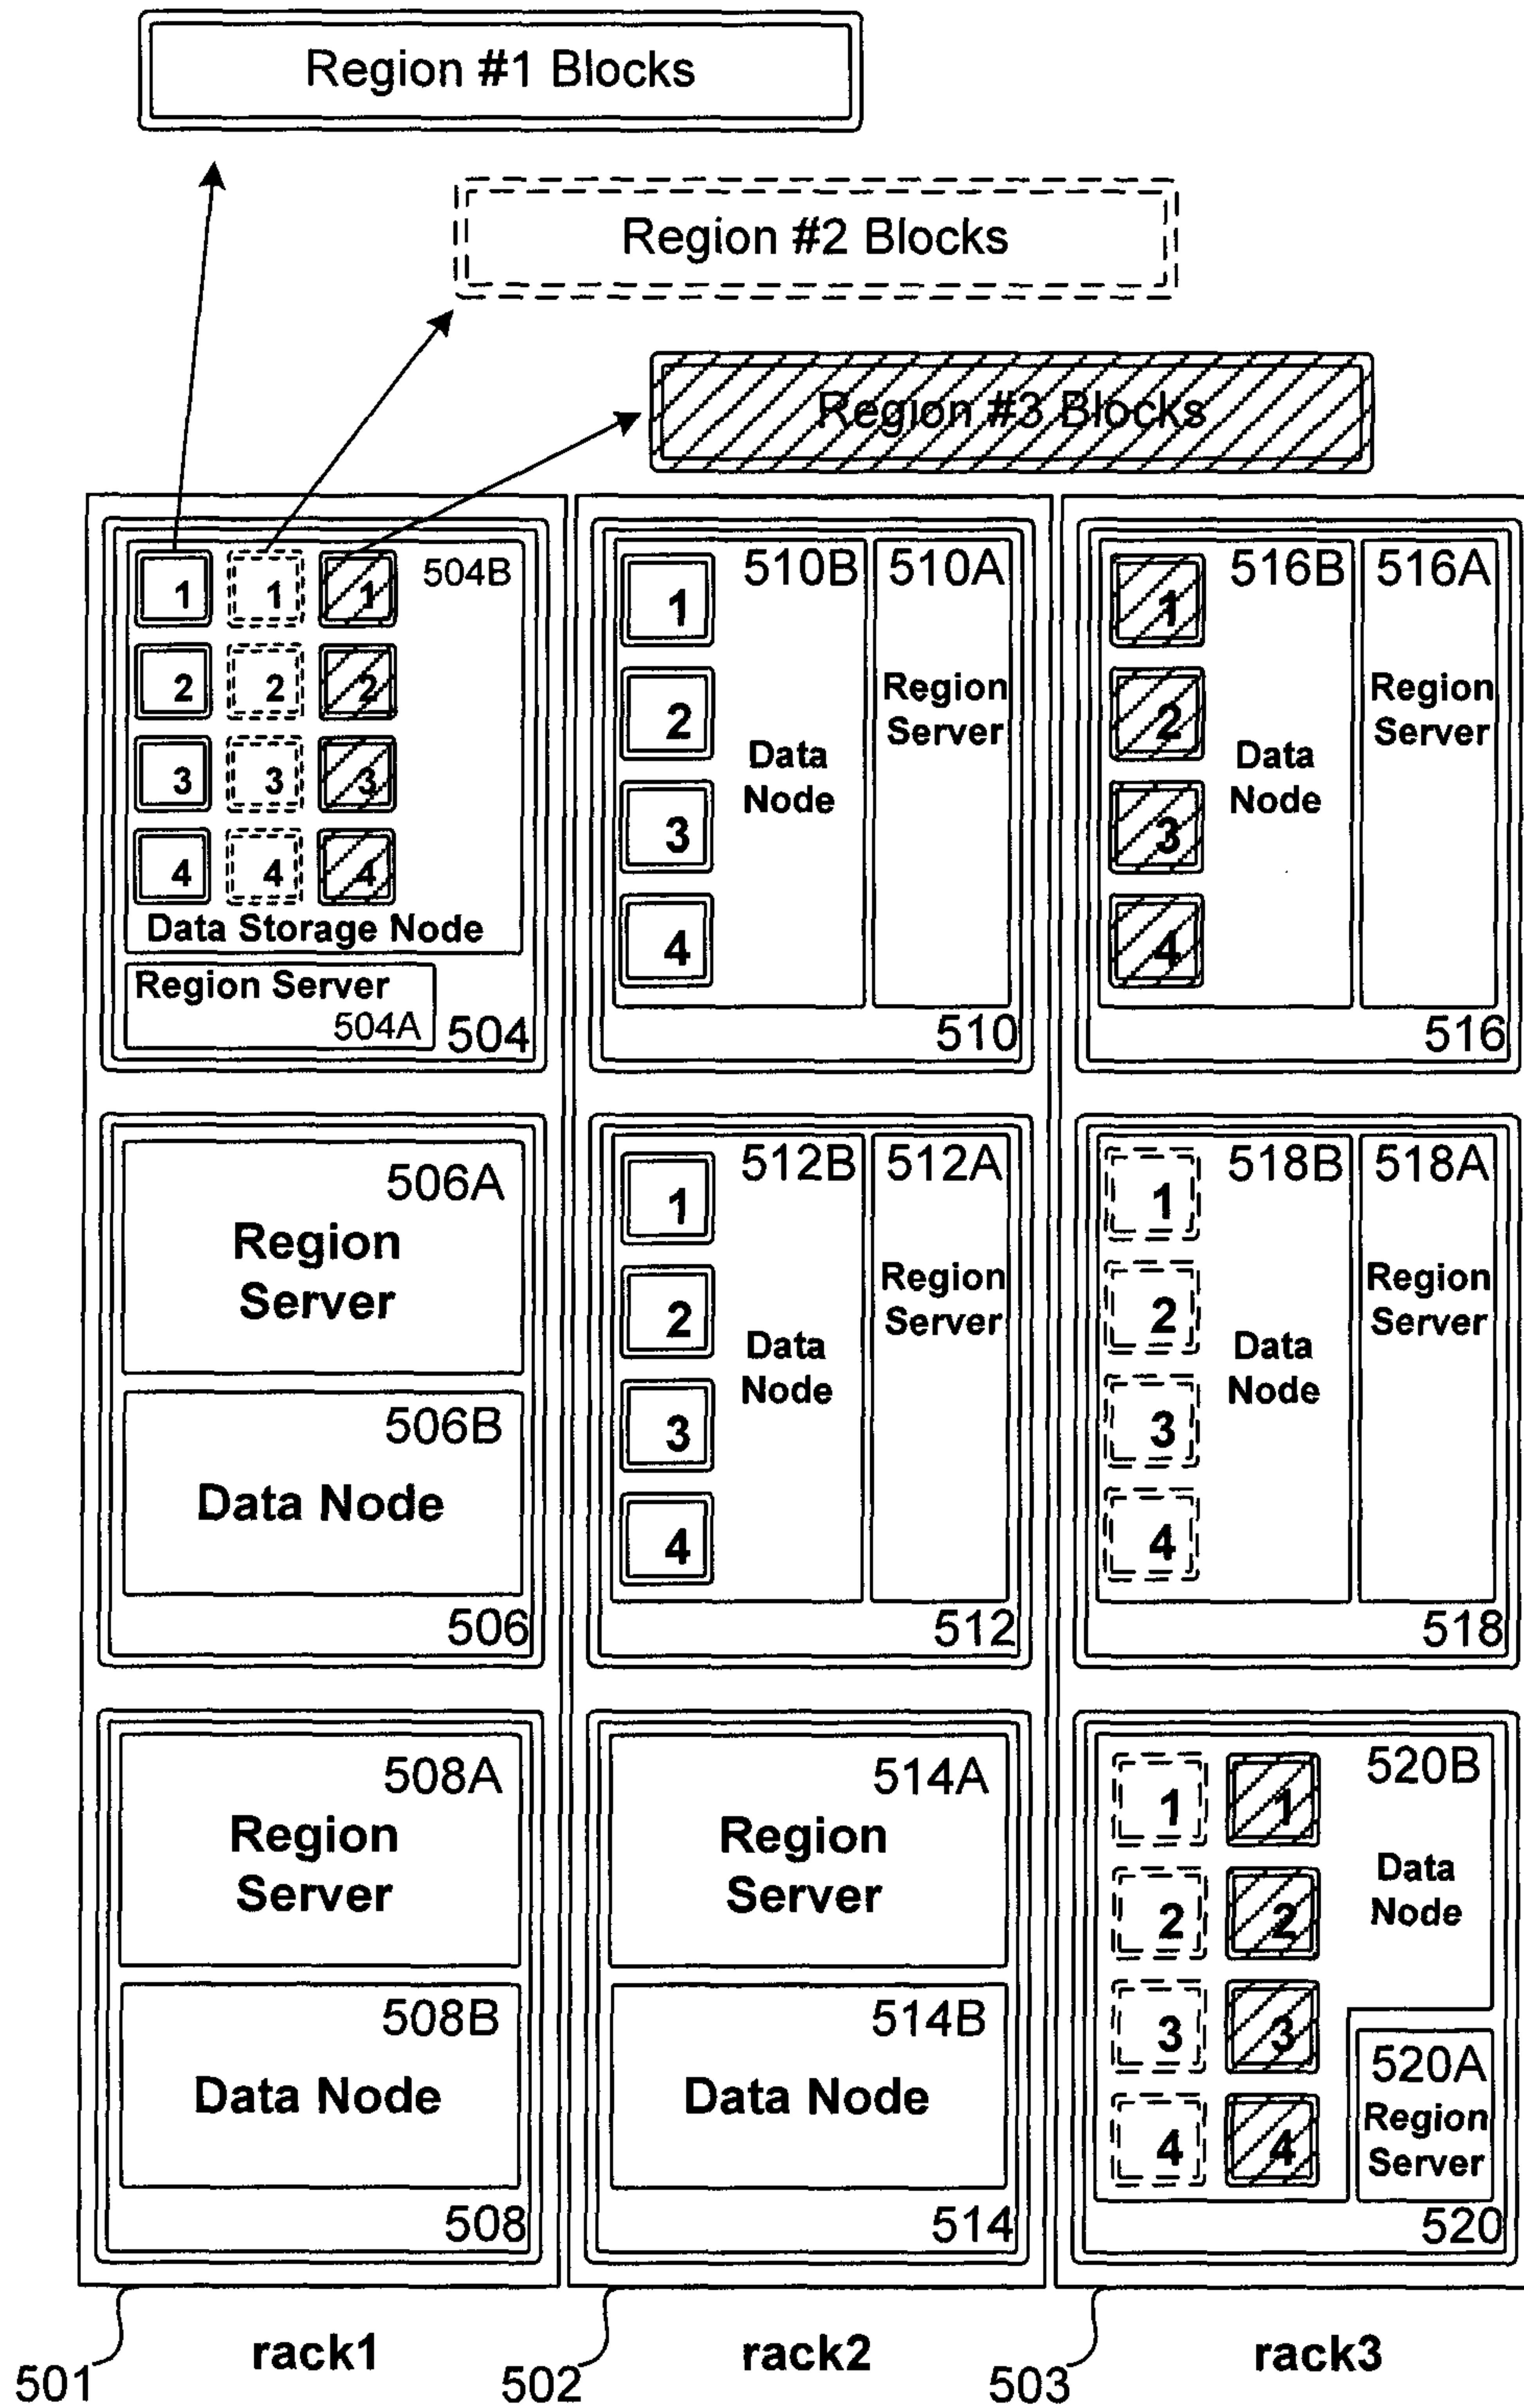 Region #1 Blocks
Region #2 Blocks
Region #3 Blocks
1 1 1 504B
2 2 2
3 3 3
4 4 4
Data Storage Node
Region Server
504A
504
506A
Region
Server
506B
Data Node
506
508A
Region
Server
508B
Data Node
508
501
rack1
510B
510A
1
2
3
4
Data
Node
Region
Server
510
512B
512A
1
2
3
4
Data
Node
Region
Server
512
514A
Region
Server
514B
Data Node
514
502
rack2
516B
516A
1
2
3
4
Data
Node
Region
Server
516
518B
518A
1
2
3
4
Data
Node
Region
Server
518
520B
1 1
2 2
3 3
4 4
Data
Node
520A
Region
Server
520
503
rack3